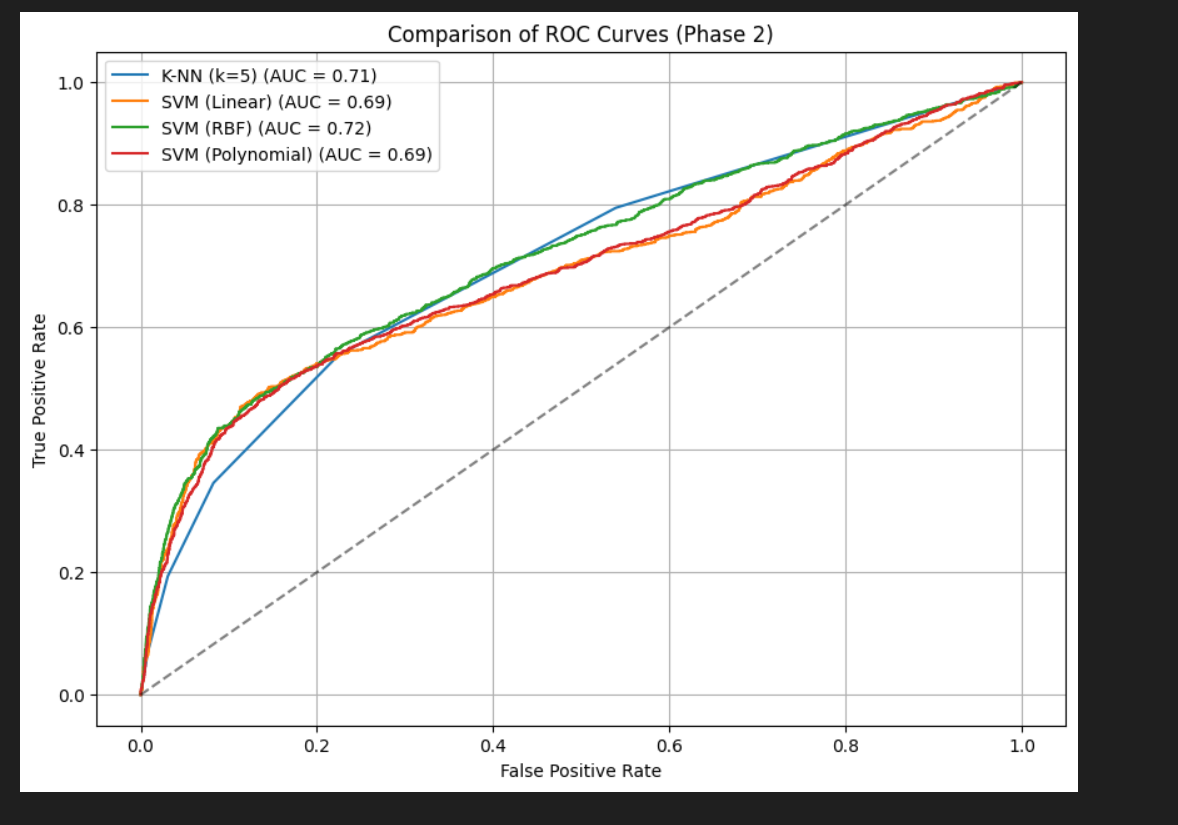 Comparison of ROC Curves (Phase 2)
K-NN (k=5) (AUC = 0.71)
SVM (Linear) (AUC = 0.69)
SVM (RBF) (AUC = 0.72)
SVM (Polynomial) (AUC = 0.69)
1.0
0.8
0.6
0.4
0.2
0.0
True Positive Rate
0.0 0.2 0.4 0.6 0.8 1.0
False Positive Rate